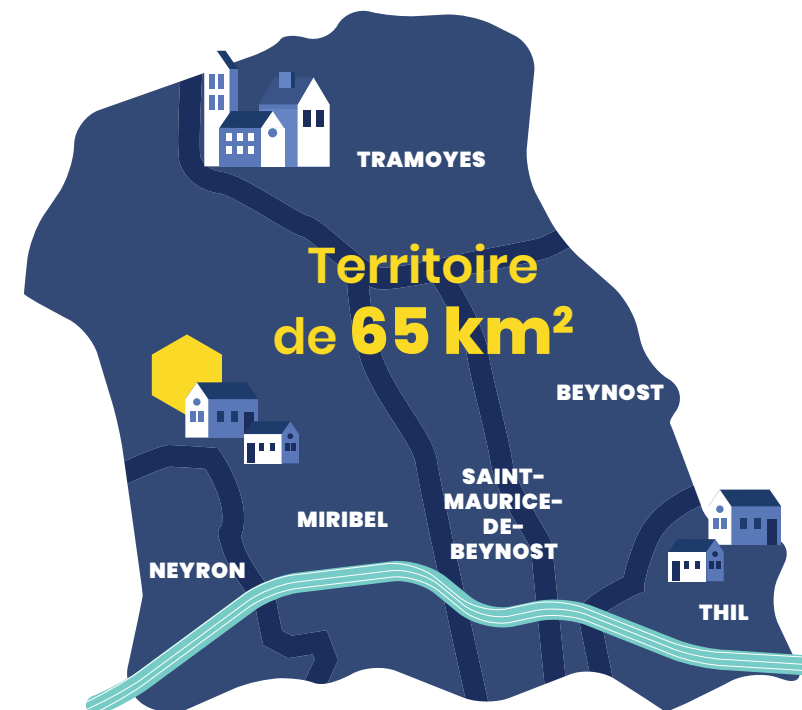 TRAMOYES
Territoire
de 65 km²
BEYNOST
SAINT-
MAURICE-
DE-
BEYNOST
MIRIBEL
NEYRON
THIL